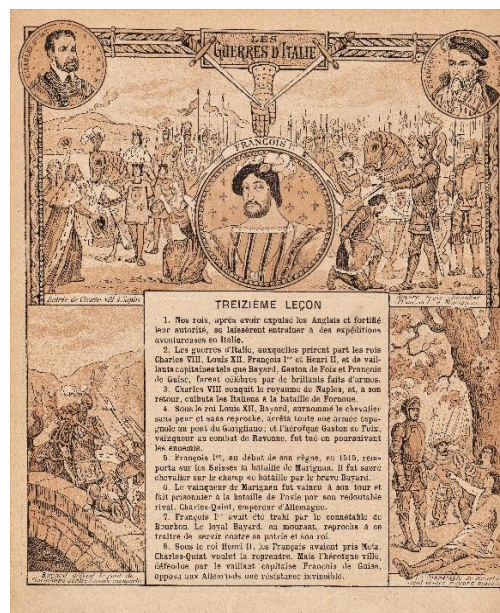 LES
GUERRES D'ITALIE
FRANÇOIS I
Entrée de Charles VIII à Naples
TREIZIÈME LEÇON
1. Nos rois, après avoir expulsé les Anglais et fortifié
leur autorité, se laissèrent entraîner à des expéditions
aventureuses en Italie.
2. Les guerres d'Italie, auxquelles prirent part les rois
Charles VIII, Louis XII, François Iᵉʳ et Henri II, et de vail-
lants capitaines tels que Bayard, Gaston de Foix et François
de Guise, furent célèbres par de brillants faits d'armes.
3. Charles VIII conquit le royaume de Naples, et, à son
retour, culbuta les Italiens à la bataille de Fornoue.
4. Sous le roi Louis XII, Bayard, surnommé le chevalier
sans peur et sans reproche, arrêta toute une armée espa-
gnole au pont du Garigliano; et l'héroïque Gaston de Foix,
vainqueur au combat de Ravenne, fut tué en poursuivant
les ennemis.
5. François Iᵉʳ, au début de son règne, en 1515, rem-
porta sur les Suisses la bataille de Marignan. Il fut sacré
chevalier sur le champ de bataille par le brave Bayard.
6. Le vainqueur de Marignan fut vaincu à son tour et
fait prisonnier à la bataille de Pavie par son redoutable
rival, Charles-Quint, empereur d'Allemagne.
7. François Iᵉʳ avait été trahi par le connétable de
Bourbon. Le loyal Bayard, en mourant, reprocha à ce
traître de servir contre sa patrie et son roi.
8. Sous le roi Henri II, les Français avaient pris Metz.
Charles-Quint voulut la reprendre. Mais l'héroïque ville,
défendue par le vaillant capitaine François de Guise,
opposa aux Allemands une résistance invincible.
Bayard défend le pont de